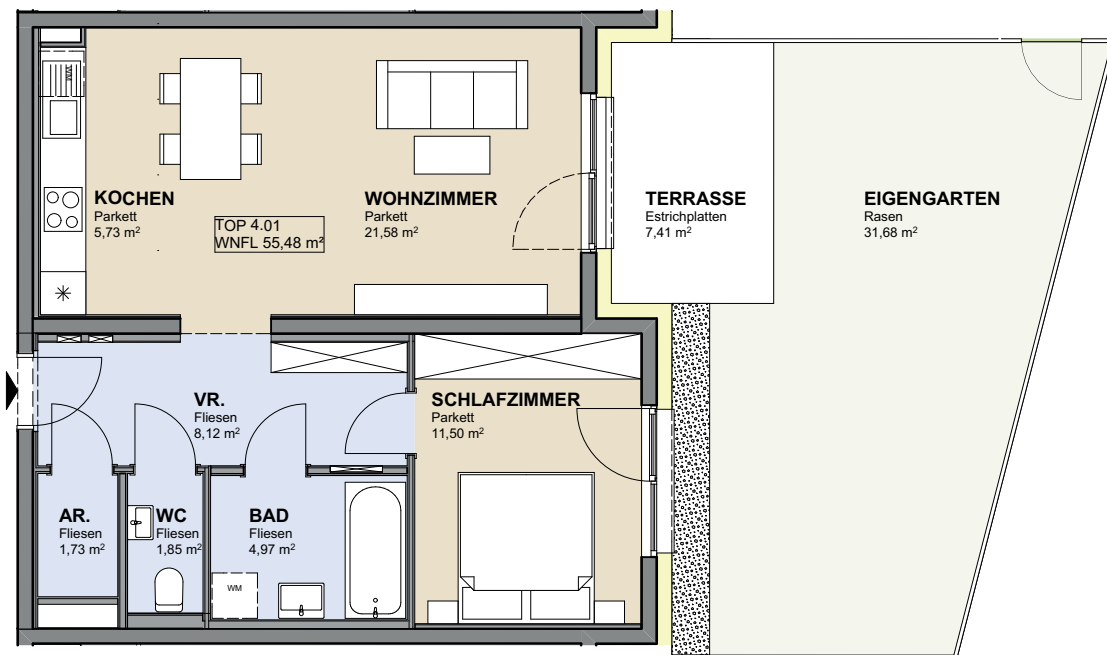 WM
KOCHEN
Parkett
5,73 m²
TOP 4.01
WNFL 55,48 m²
WOHNZIMMER
Parkett
21,58 m²
TERRASSE
Estrichplatten
7,41 m²
EIGENGARTEN
Rasen
31,68 m²
VR.
Fliesen
8,12 m²
SCHLAFZIMMER
Parkett
11,50 m²
AR.
Fliesen
1,73 m²
WC
Fliesen
1,85 m²
BAD
Fliesen
4,97 m²
WM